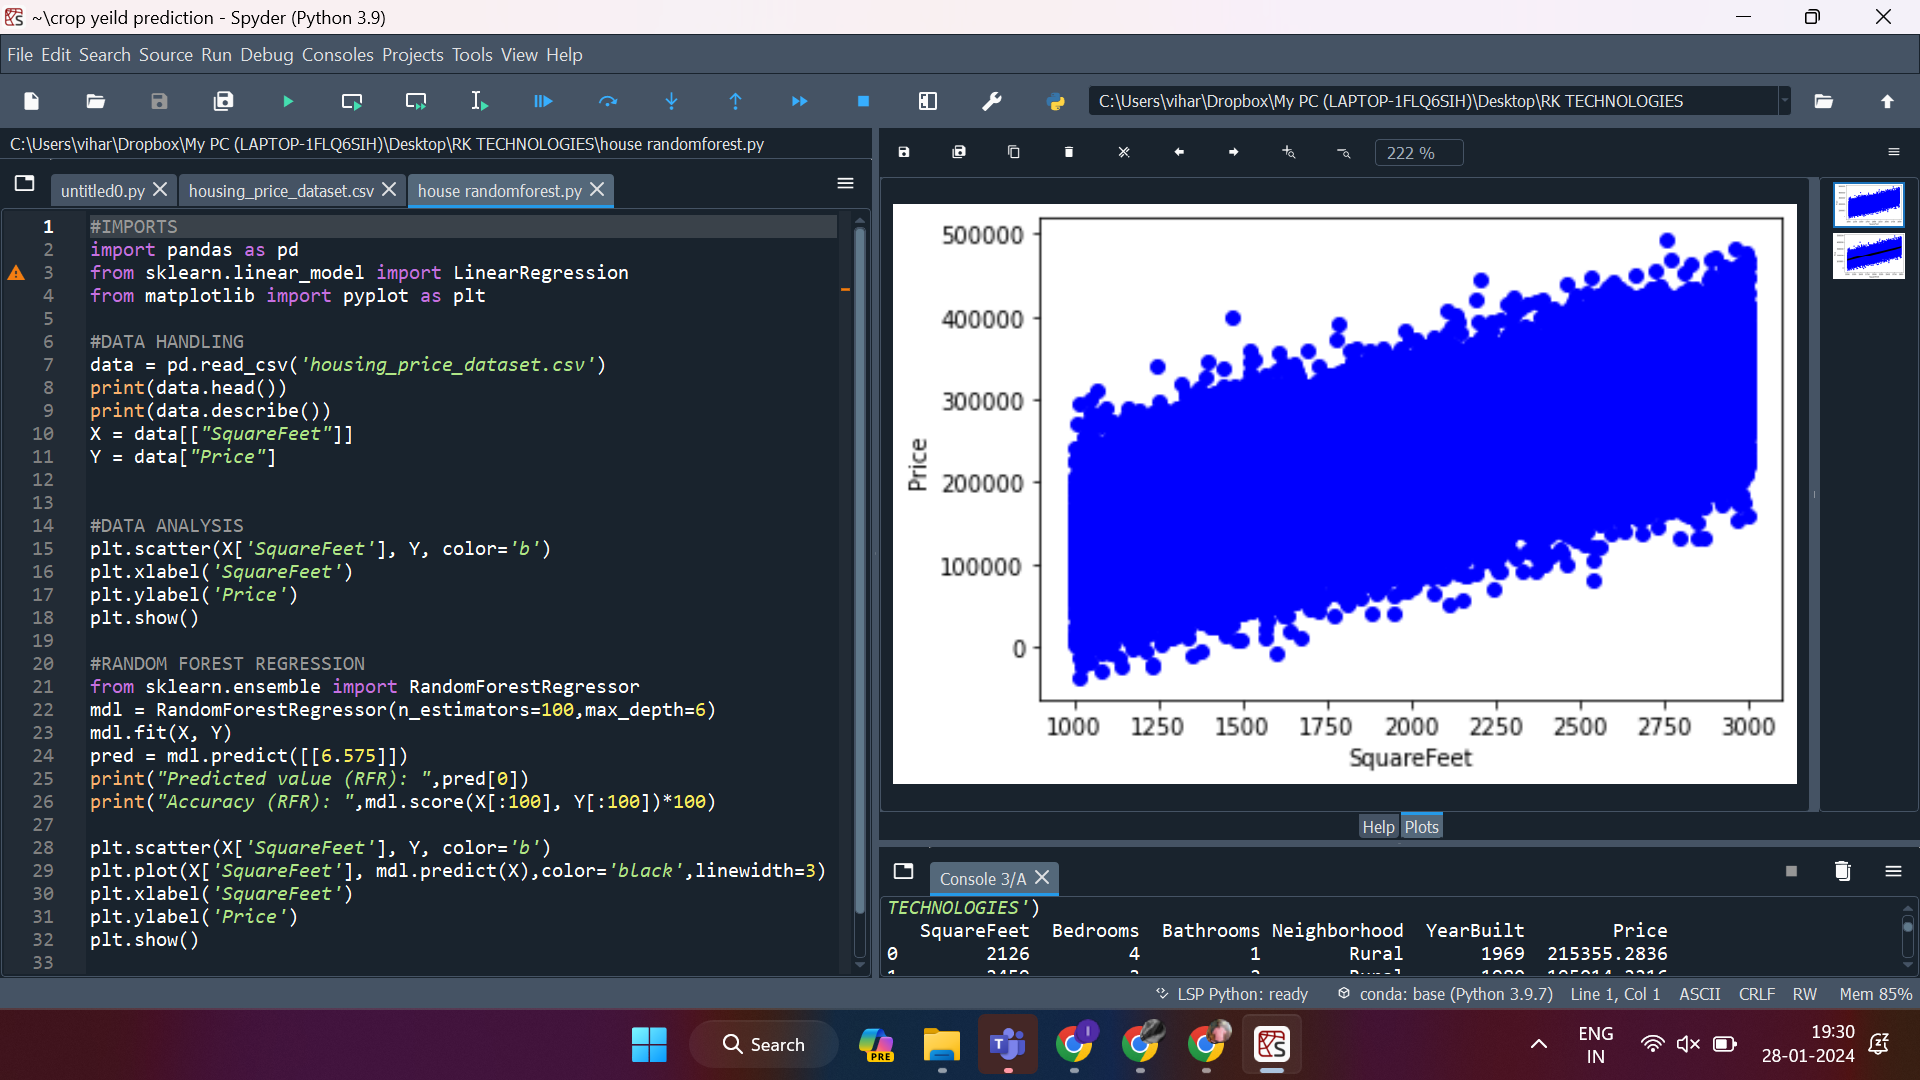 ~\crop yeild prediction - Spyder (Python 3.9)
File Edit Search Source Run Debug Consoles Projects Tools View Help
C:\Users\vihar\Dropbox\My PC (LAPTOP-1FLQ6SIH)\Desktop\RK TECHNOLOGIES
C:\Users\vihar\Dropbox\My PC (LAPTOP-1FLQ6SIH)\Desktop\RK TECHNOLOGIES\house randomforest.py
untitled0.py housing_price_dataset.csv house randomforest.py
1 #IMPORTS
2 import pandas as pd
3 from sklearn.linear_model import LinearRegression
4 from matplotlib import pyplot as plt
5
6 #DATA HANDLING
7 data = pd.read_csv('housing_price_dataset.csv')
8 print(data.head())
9 print(data.describe())
10 X = data[["SquareFeet"]]
11 Y = data["Price"]
12
13
14 #DATA ANALYSIS
15 plt.scatter(X['SquareFeet'], Y, color='b')
16 plt.xlabel('SquareFeet')
17 plt.ylabel('Price')
18 plt.show()
19
20 #RANDOM FOREST REGRESSION
21 from sklearn.ensemble import RandomForestRegressor
22 mdl = RandomForestRegressor(n_estimators=100,max_depth=6)
23 mdl.fit(X, Y)
24 pred = mdl.predict([[6.575]])
25 print("Predicted value (RFR): ",pred[0])
26 print("Accuracy (RFR): ",mdl.score(X[:100], Y[:100])*100)
27
28 plt.scatter(X['SquareFeet'], Y, color='b')
29 plt.plot(X['SquareFeet'], mdl.predict(X),color='black',linewidth=3)
30 plt.xlabel('SquareFeet')
31 plt.ylabel('Price')
32 plt.show()
33
222 %
500000
400000
300000
200000
100000
0
Price
1000 1250 1500 1750 2000 2250 2500 2750 3000
SquareFeet
Help Plots
Console 3/A
TECHNOLOGIES')
SquareFeet Bedrooms Bathrooms Neighborhood YearBuilt Price
0 2126 4 1 Rural 1969 215355.2836
LSP Python: ready conda: base (Python 3.9.7) Line 1, Col 1 ASCII CRLF RW Mem 85%
Search
PRE
ENG
IN
19:30
28-01-2024